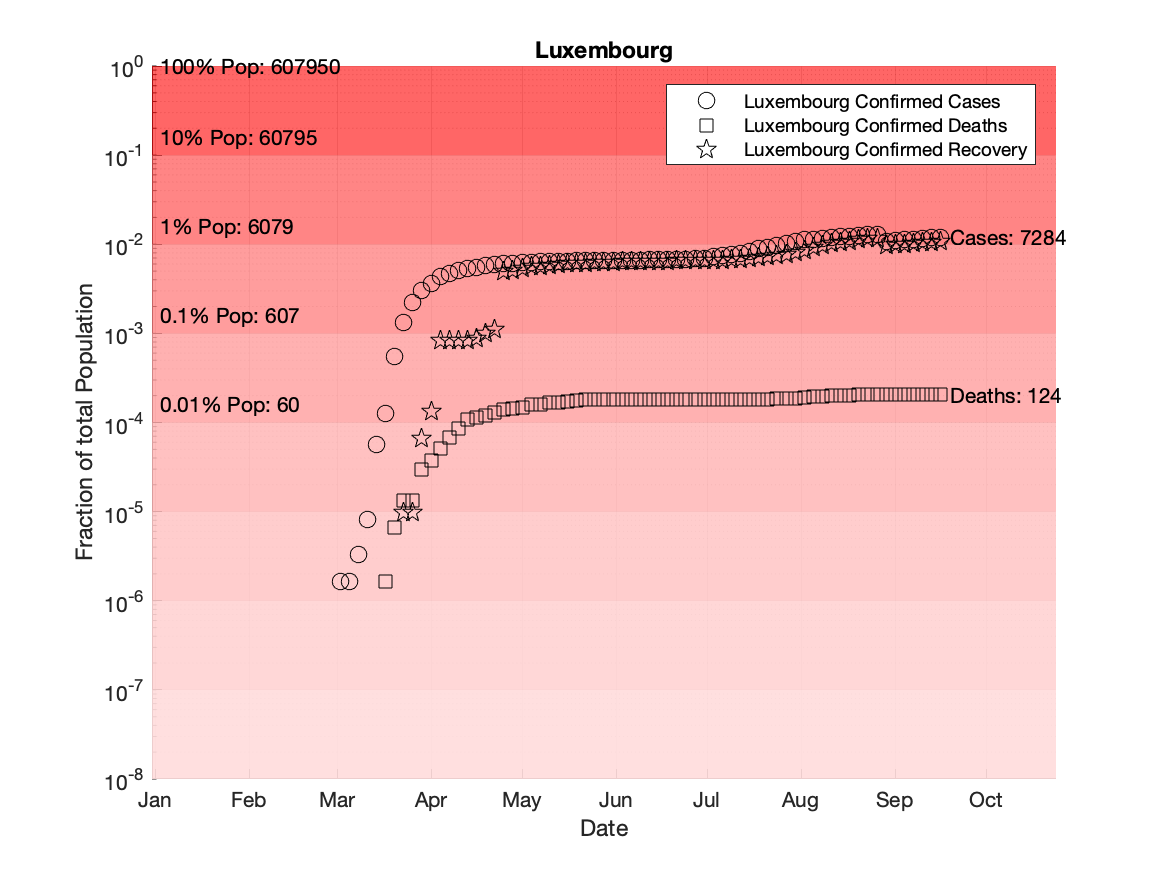 Luxembourg
10^0
100% Pop: 607950
Luxembourg Confirmed Cases
Luxembourg Confirmed Deaths
Luxembourg Confirmed Recovery
10% Pop: 60795
10^-1
1% Pop: 6079
10^-2
Cases: 7284
0.1% Pop: 607
10^-3
0.01% Pop: 60
10^-4
Deaths: 124
10^-5
10^-6
10^-7
10^-8
Fraction of total Population
Jan Feb Mar Apr May Jun Jul Aug Sep Oct
Date